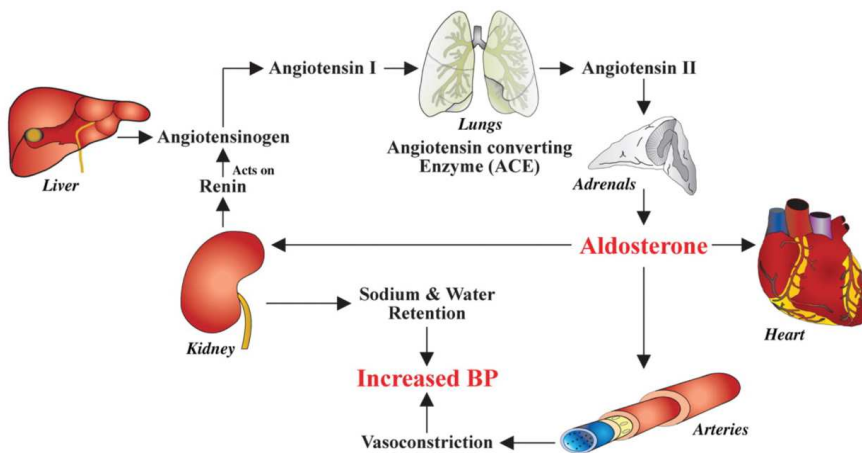 Angiotensin I
Angiotensin II
Lungs
Angiotensin converting
Enzyme (ACE)
Angiotensinogen
Liver
Acts on
Renin
Adrenals
Aldosterone
Sodium & Water
Retention
Kidney
Heart
Increased BP
Arteries
Vasoconstriction